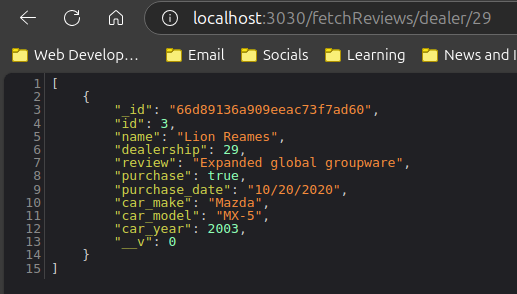 localhost:3030/fetchReviews/dealer/29
Web Develop... Email Socials Learning News and I
1 [
2 {
3 "_id": "66d89136a909eeac73f7ad60",
4 "id": 3,
5 "name": "Lion Reames",
6 "dealership": 29,
7 "review": "Expanded global groupware",
8 "purchase": true,
9 "purchase_date": "10/20/2020",
10 "car_make": "Mazda",
11 "car_model": "MX-5",
12 "car_year": 2003,
13 "__v": 0
14 }
15 ]